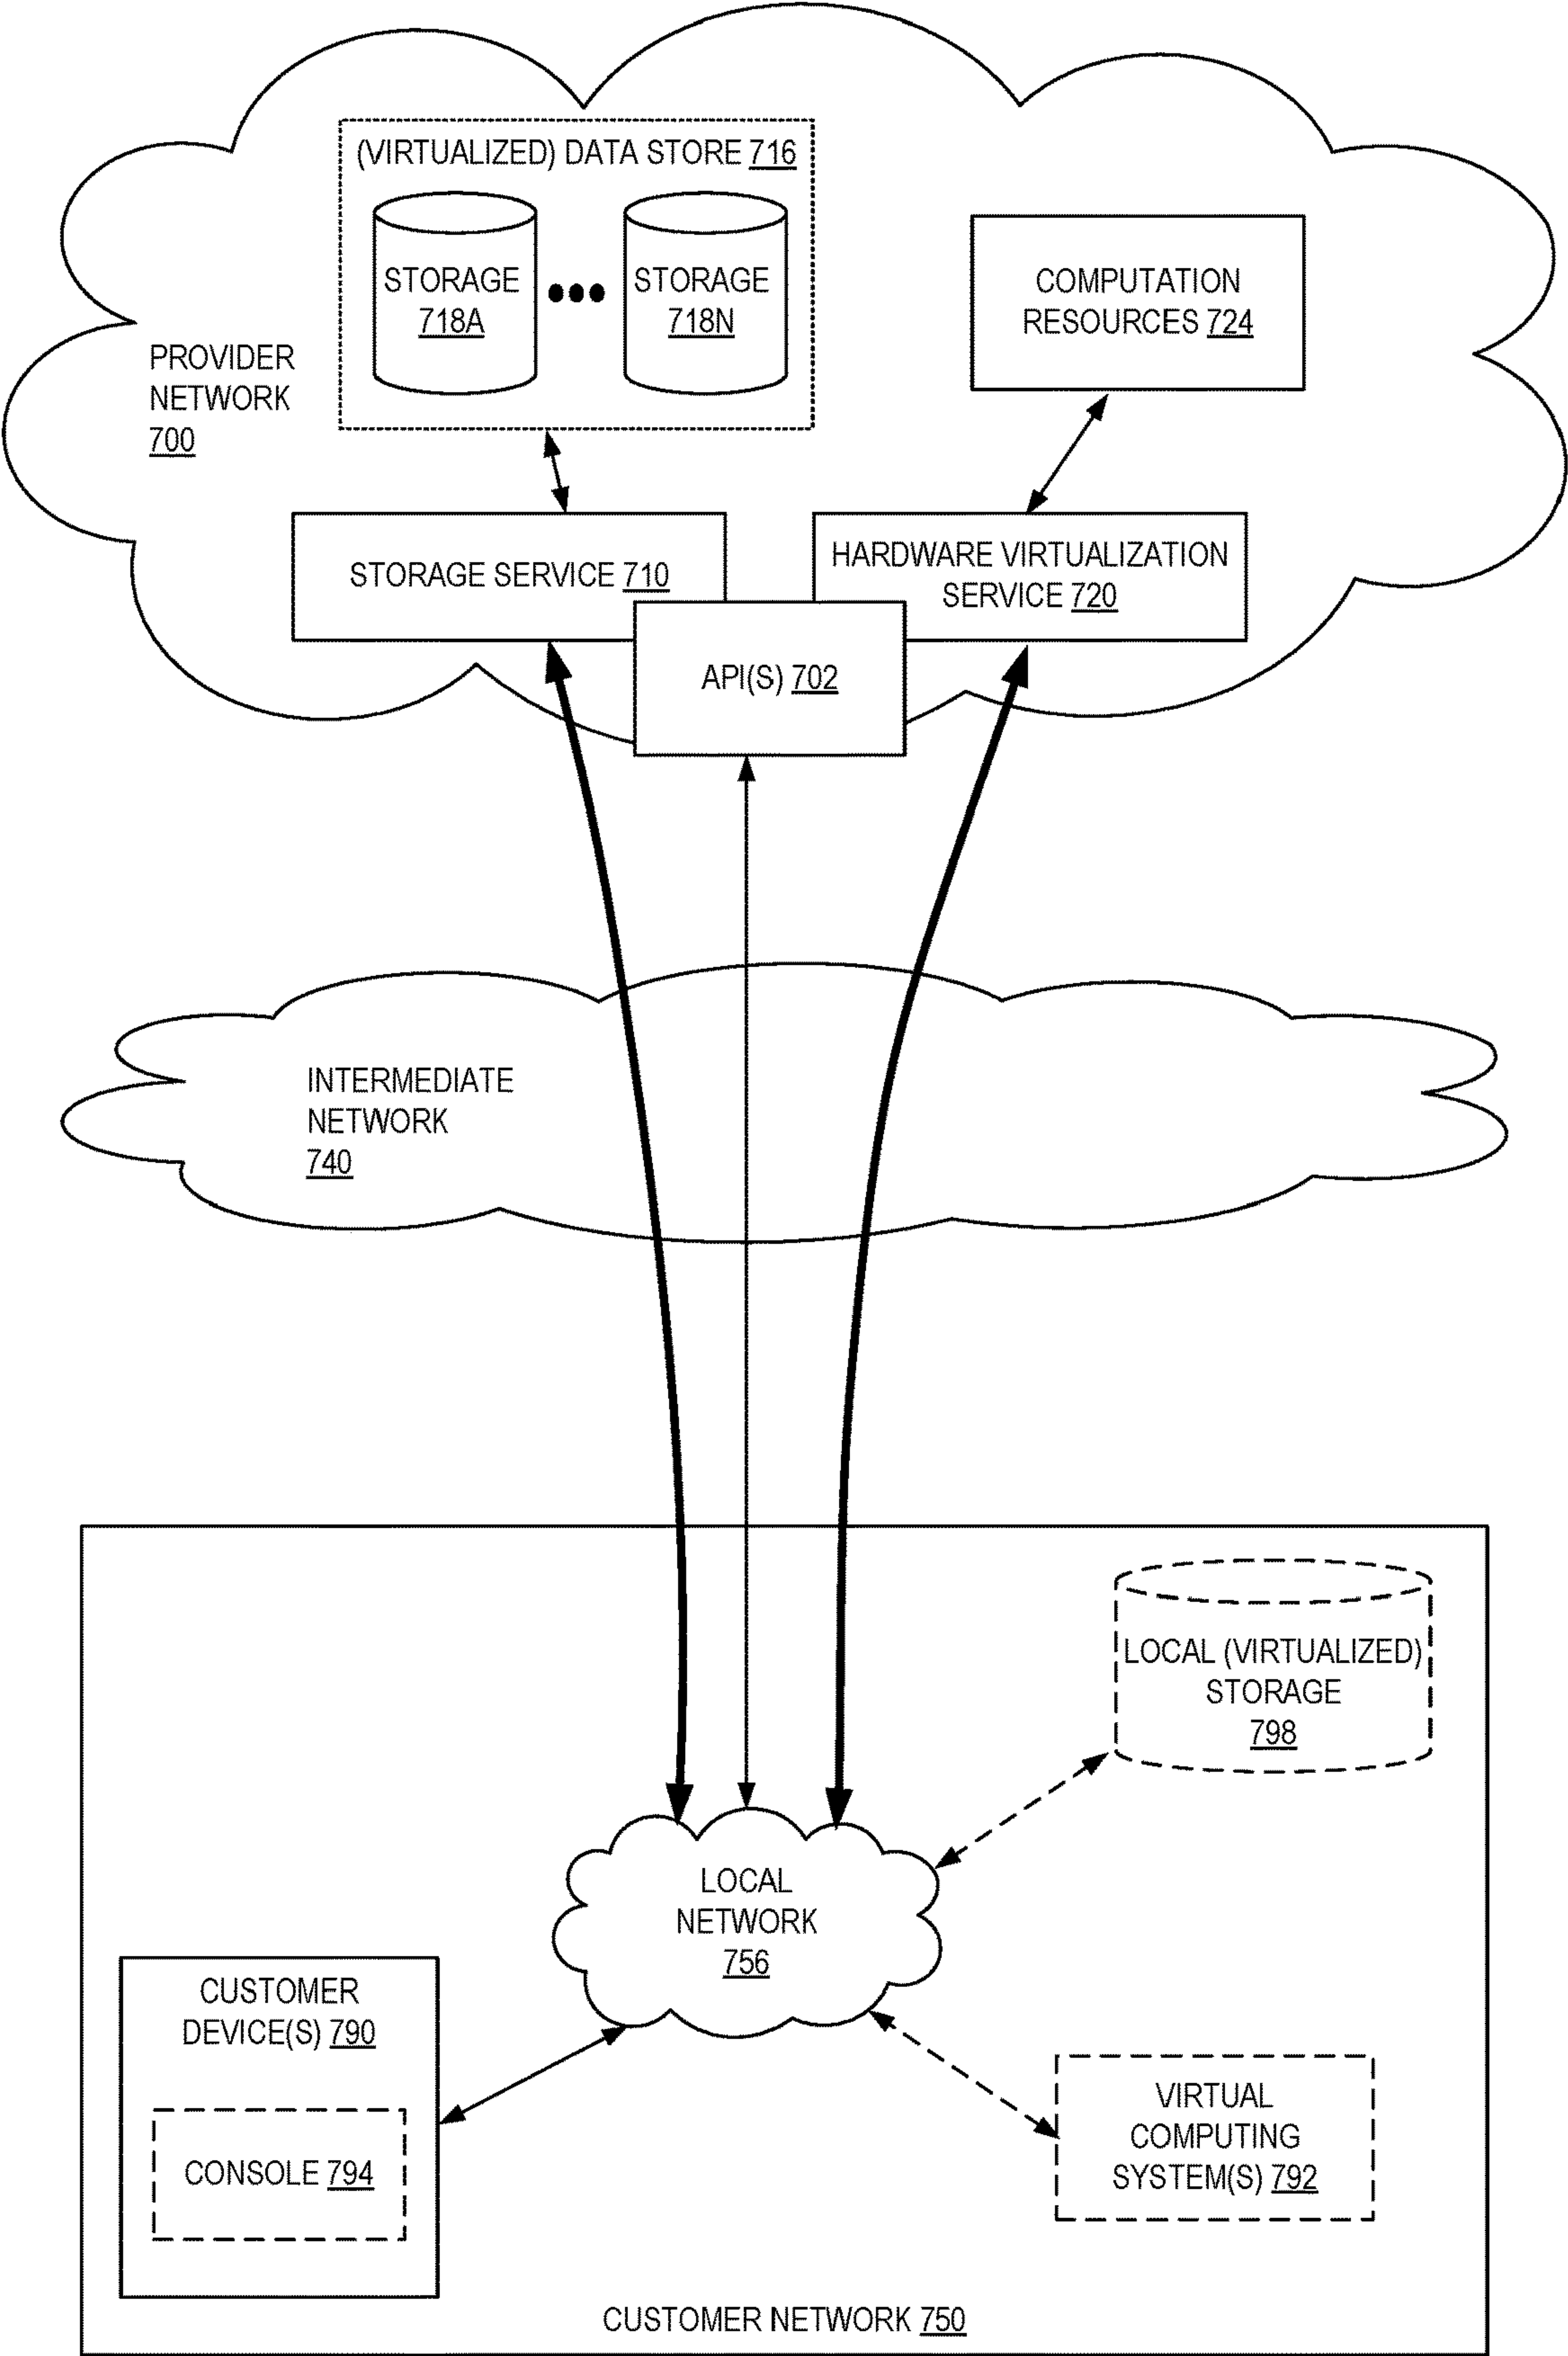 (VIRTUALIZED) DATA STORE 716
STORAGE
718A
STORAGE
718N
COMPUTATION
RESOURCES 724
PROVIDER
NETWORK
700
STORAGE SERVICE 710
HARDWARE VIRTUALIZATION
SERVICE 720
API(S) 702
INTERMEDIATE
NETWORK
740
LOCAL (VIRTUALIZED)
STORAGE
798
LOCAL
NETWORK
756
CUSTOMER
DEVICE(S) 790
CONSOLE 794
VIRTUAL
COMPUTING
SYSTEM(S) 792
CUSTOMER NETWORK 750